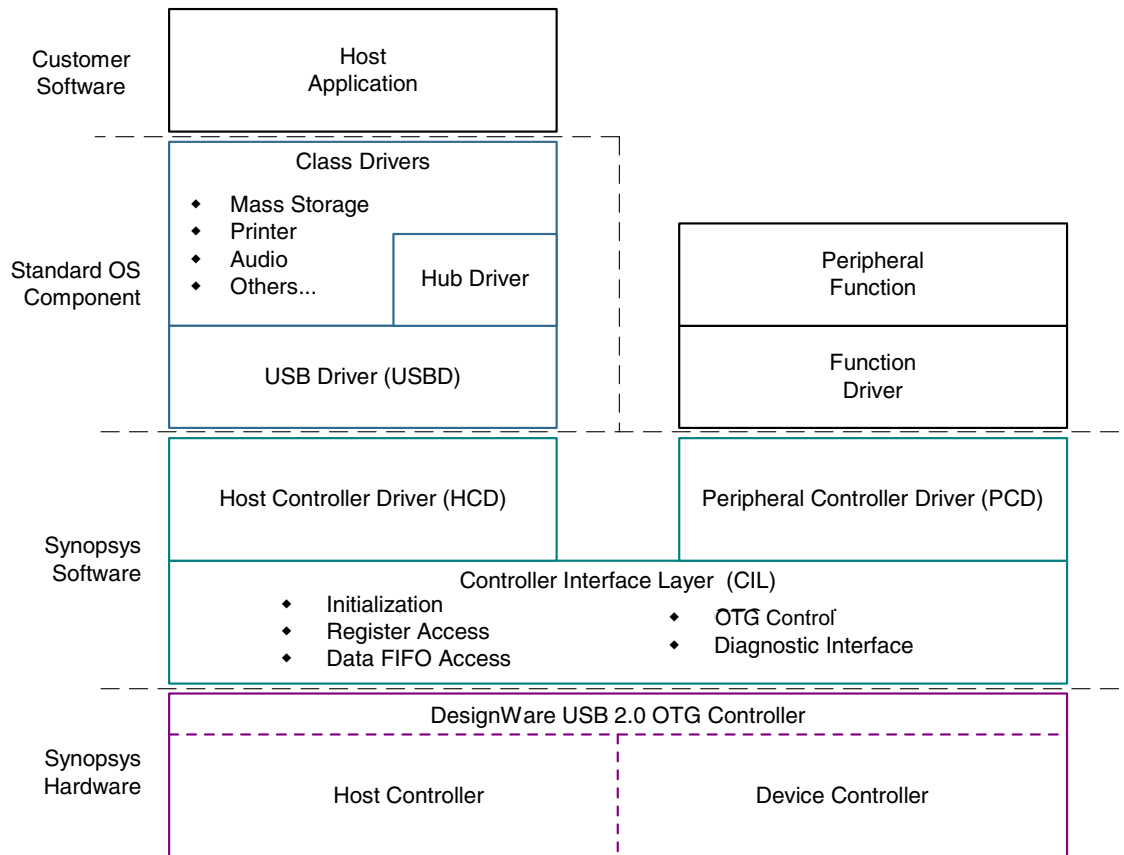 Customer
Software
Host
Application
Class Drivers
◆ Mass Storage
◆ Printer
◆ Audio
◆ Others...
Hub Driver
Standard OS
Component
USB Driver (USBD)
Peripheral
Function
Function
Driver
Synopsys
Software
Host Controller Driver (HCD)
Peripheral Controller Driver (PCD)
Controller Interface Layer (CIL)
◆ Initialization
◆ Register Access
◆ Data FIFO Access
◆ OTG Control
◆ Diagnostic Interface
Synopsys
Hardware
DesignWare USB 2.0 OTG Controller
Host Controller
Device Controller